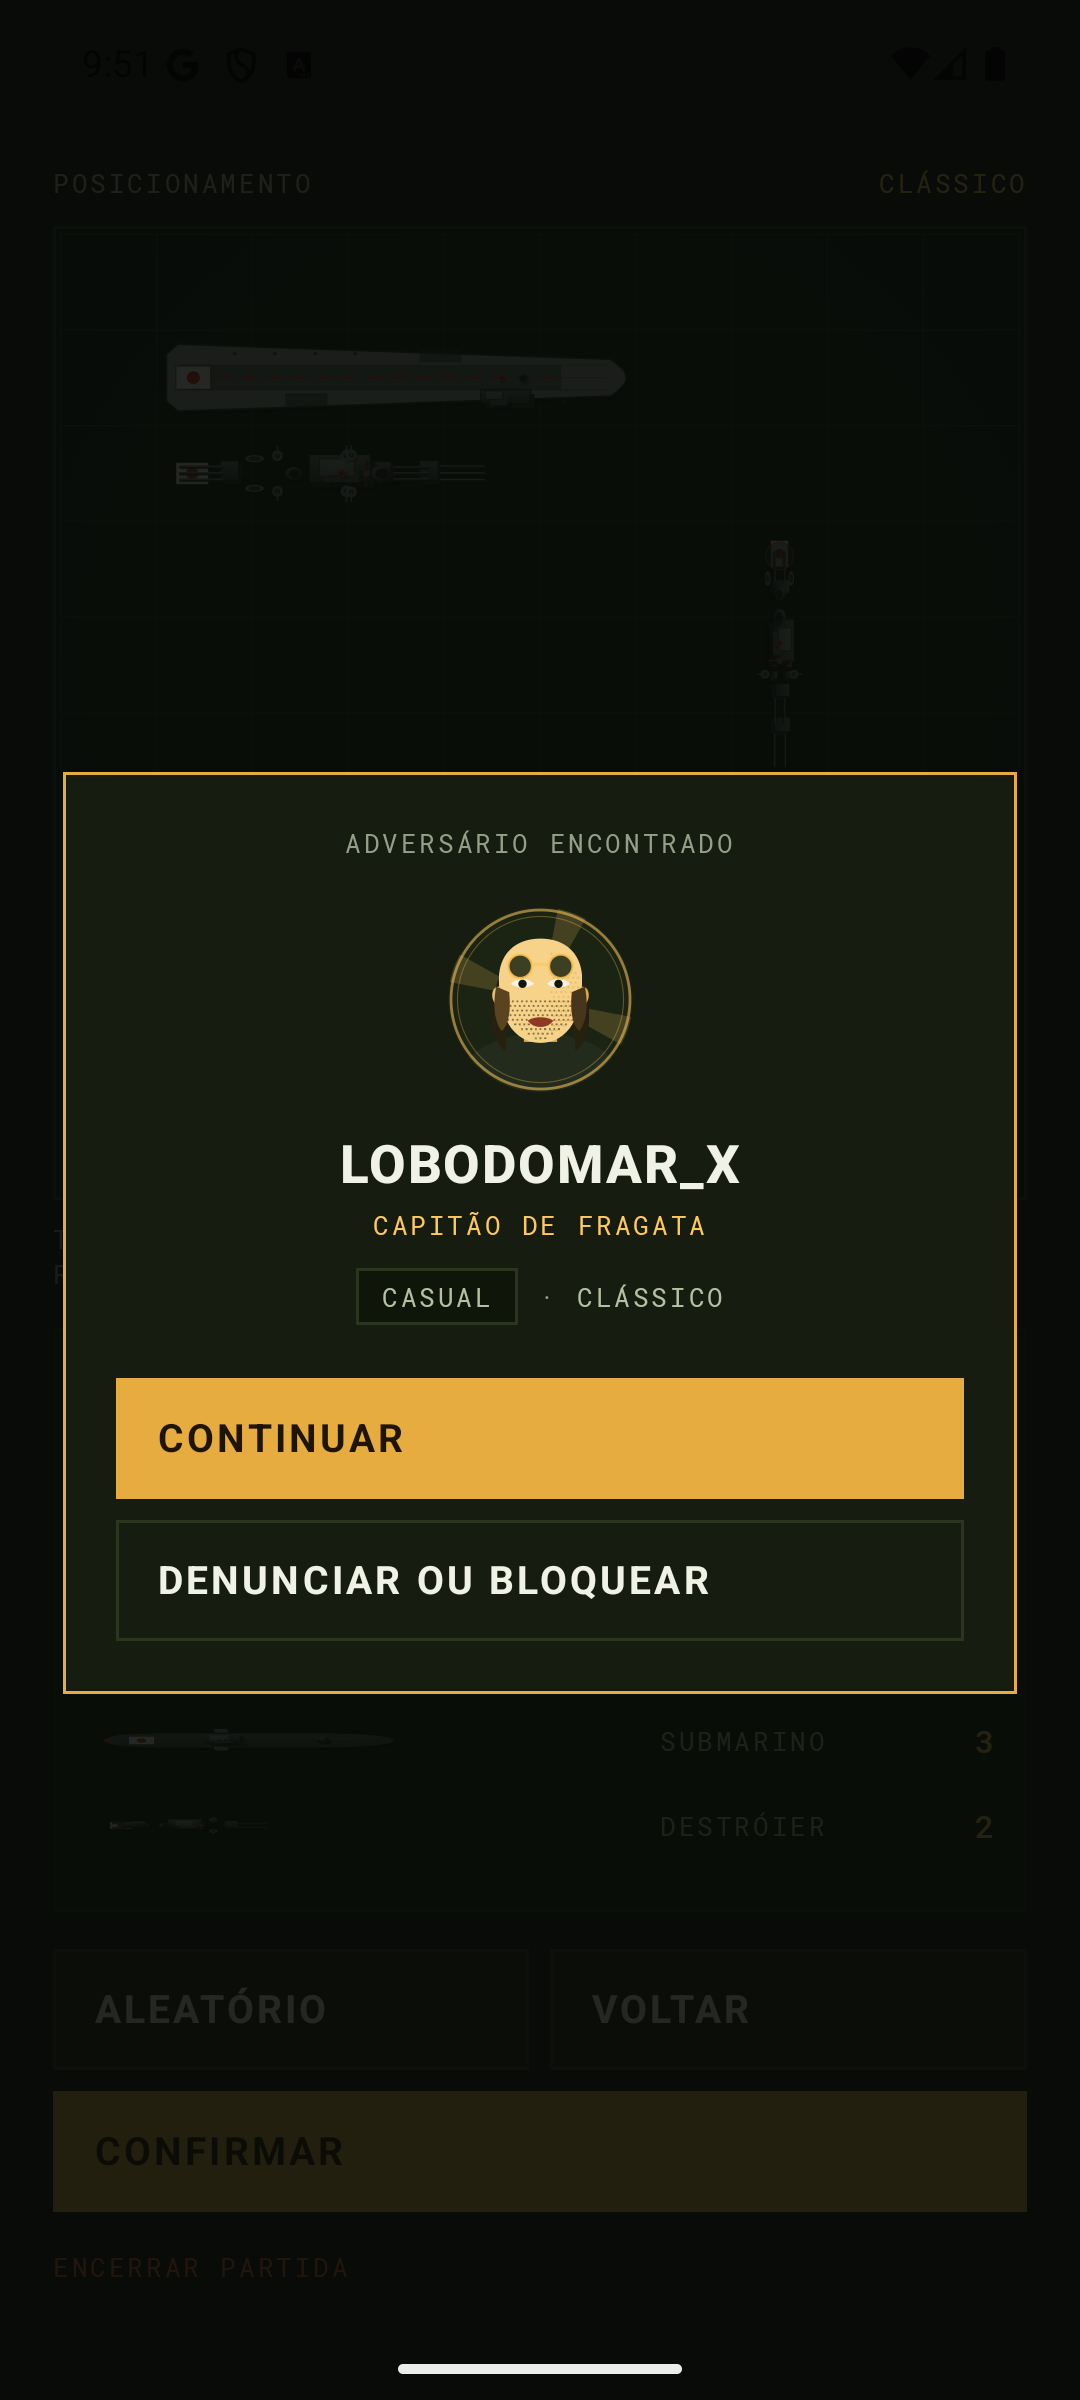 9:51
POSICIONAMENTO
CLÁSSICO
ADVERSÁRIO ENCONTRADO
LOBODOMAR_X
CAPITÃO DE FRAGATA
CASUAL · CLÁSSICO
CONTINUAR
DENUNCIAR OU BLOQUEAR
SUBMARINO 3
DESTRÓIER 2
ALEATÓRIO
VOLTAR
CONFIRMAR
ENCERRAR PARTIDA